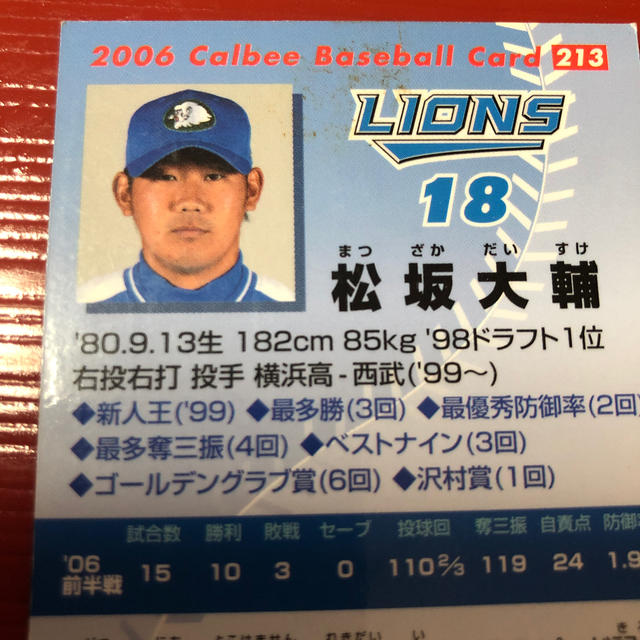 2006 Calbee Baseball Card 213
LIONS
18
まつ ざか だい すけ
松坂大輔
'80.9.13生 182cm 85kg '98ドラフト1位
右投右打 投手 横浜高-西武('99～)
◆新人王('99) ◆最多勝(3回) ◆最優秀防御率(2回)
◆最多奪三振(4回) ◆ベストナイン(3回)
◆ゴールデングラブ賞(6回) ◆沢村賞(1回)
試合数 勝利 敗戦 セーブ 投球回 奪三振 自責点 防御
'06前半戦 15 10 3 0 110 2/3 119 24 1.9